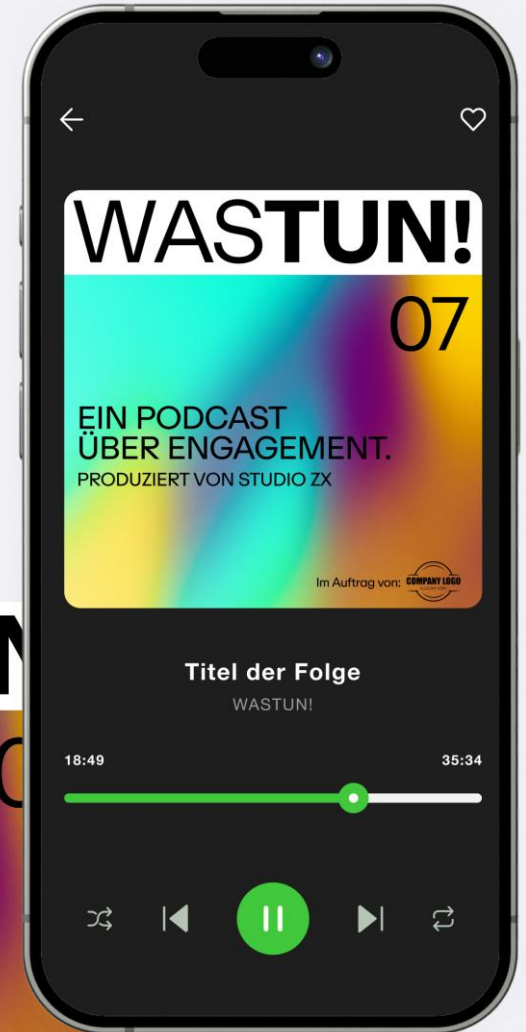 WASTUN!
07
EIN PODCAST
ÜBER ENGAGEMENT.
PRODUZIERT VON STUDIO ZX
Im Auftrag von: COMPANY LOGO
Titel der Folge
WASTUN!
18:49 35:34